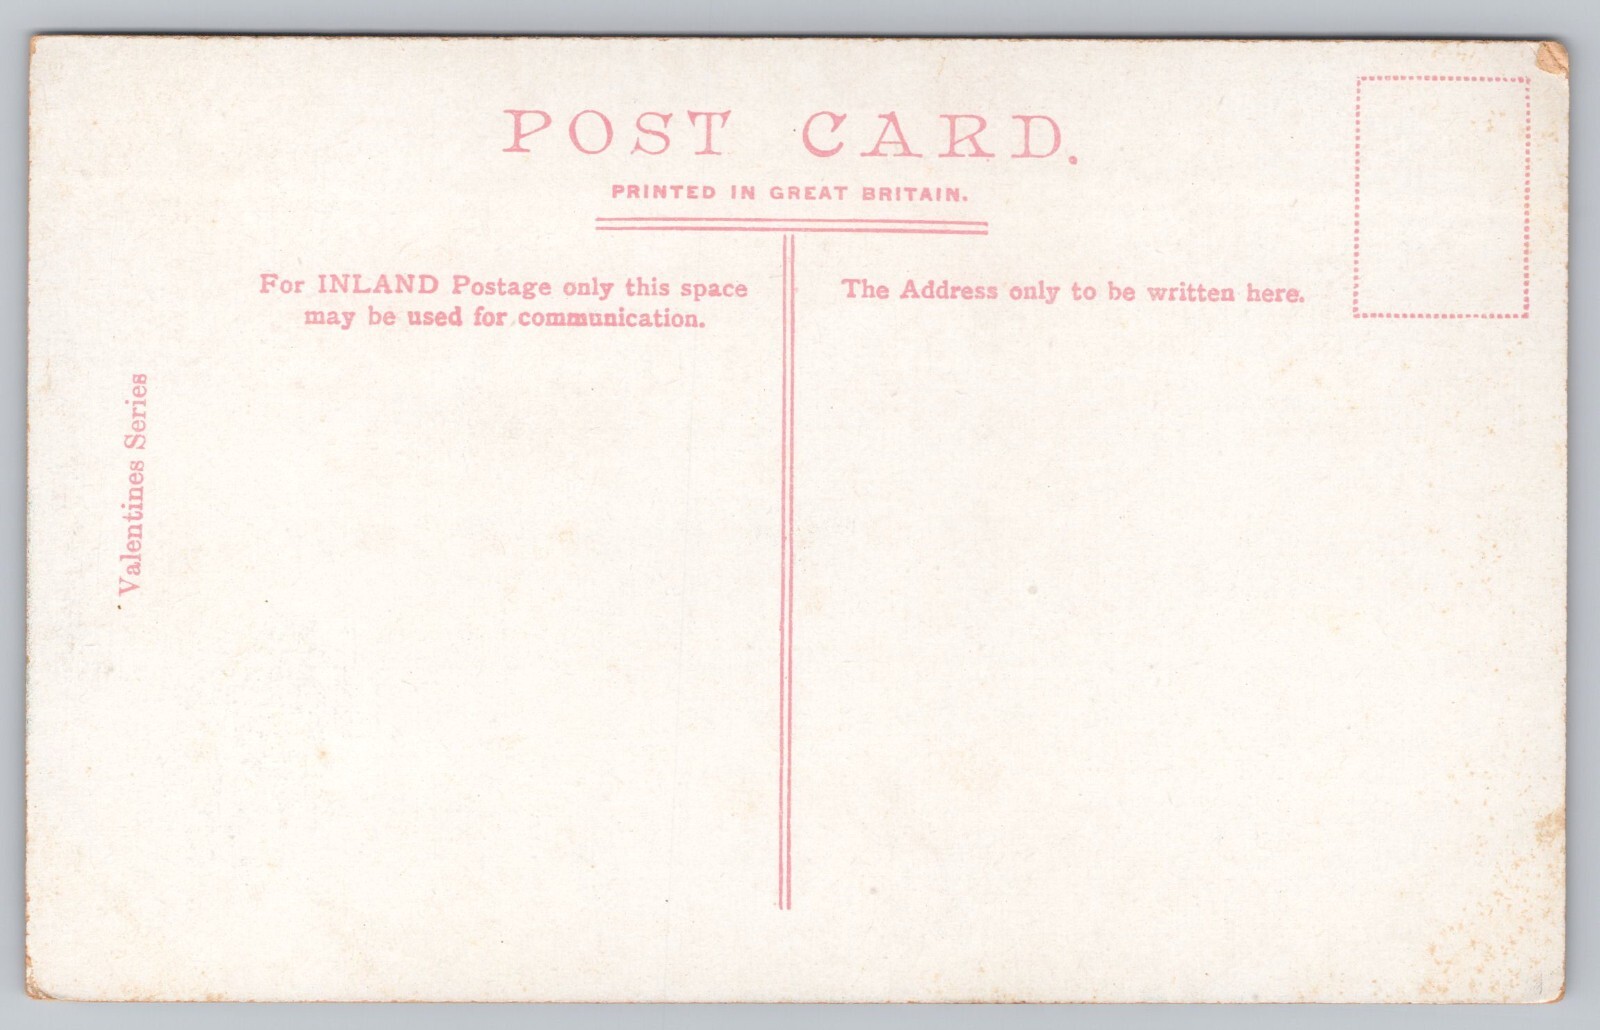 POST CARD.
PRINTED IN GREAT BRITAIN.
For INLAND Postage only this space
may be used for communication.
The Address only to be written here.
Valentines Series